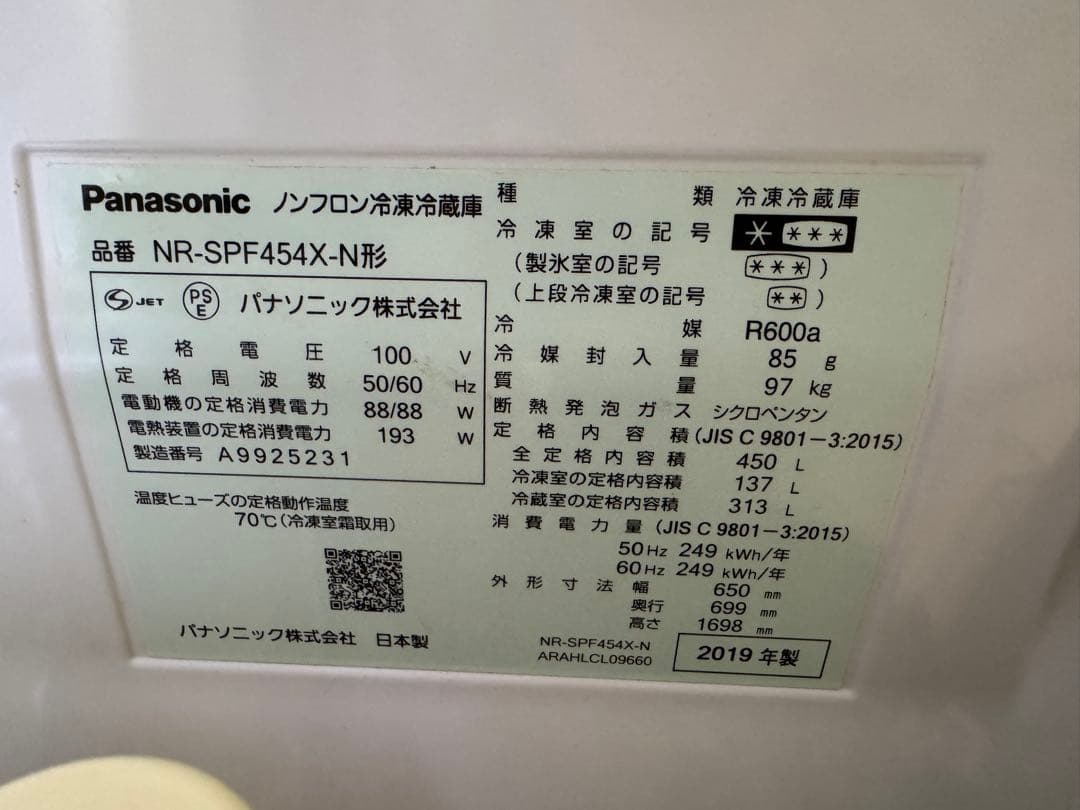 Panasonic ノンフロン冷凍冷蔵庫
品番 NR-SPF454X-N形
S JET PS E パナソニック株式会社
定格電圧 100 V
定格周波数 50/60 Hz
電動機の定格消費電力 88/88 W
電熱装置の定格消費電力 193 W
製造番号 A9925231
温度ヒューズの定格動作温度
70℃(冷凍室霜取用)
パナソニック株式会社 日本製
種類 冷凍冷蔵庫
冷凍室の記号 * ***
(製氷室の記号 ***)
(上段冷凍室の記号 **)
冷媒 R600a
冷媒封入量 85 g
質量 97 kg
断熱発泡ガス シクロペンタン
定格内容積(JIS C 9801-3:2015)
全定格内容積 450 L
冷凍室の定格内容積 137 L
冷蔵室の定格内容積 313 L
消費電力量(JIS C 9801-3:2015)
50Hz 249 kWh/年
60Hz 249 kWh/年
外形寸法 幅 650 mm
奥行 699 mm
高さ 1698 mm
NR-SPF454X-N
ARAHLCL09660
2019 年製